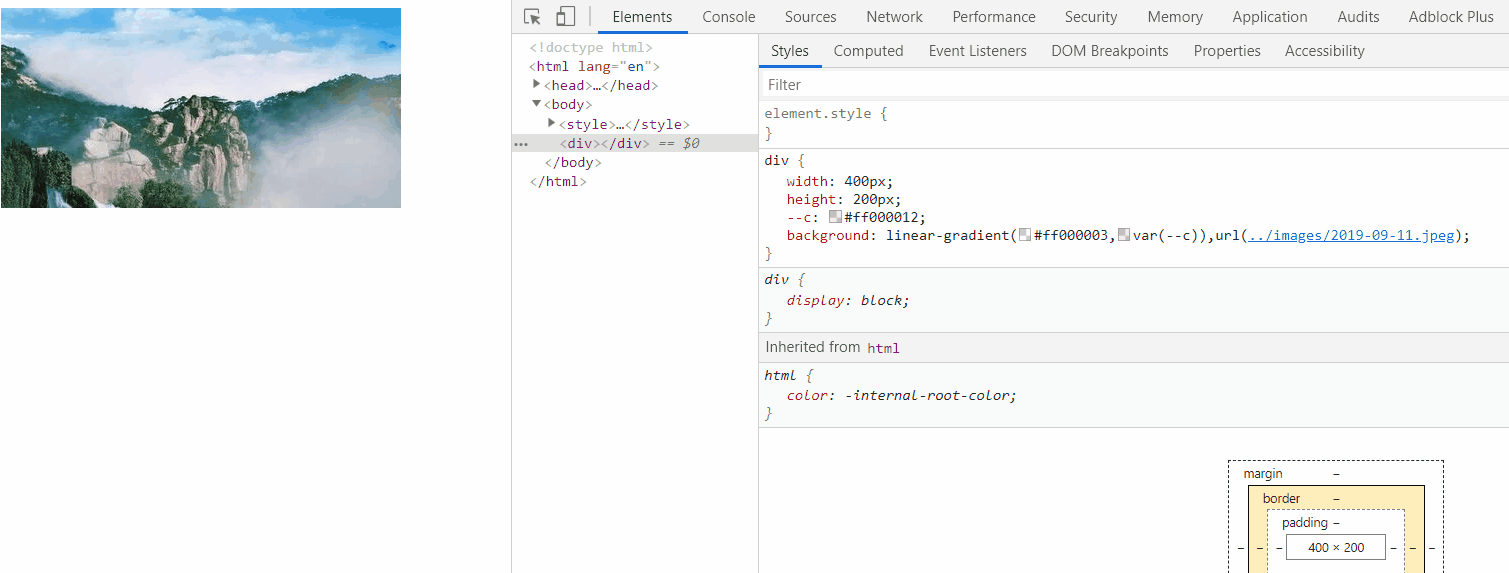 Elements Console Sources Network Performance Security Memory Application Audits Adblock Plus
<!doctype html>
<html lang="en">
<head>…</head>
<body>
<style>…</style>
… <div></div> == $0
</body>
</html>
Styles Computed Event Listeners DOM Breakpoints Properties Accessibility
Filter
element.style {
}
div {
width: 400px;
height: 200px;
--c: #ff000012;
background: linear-gradient(#ff000003,var(--c)),url(../images/2019-09-11.jpeg);
}
div {
display: block;
}
Inherited from html
html {
color: -internal-root-color;
}
margin –
border –
padding –
– – – 400 × 200 – – –